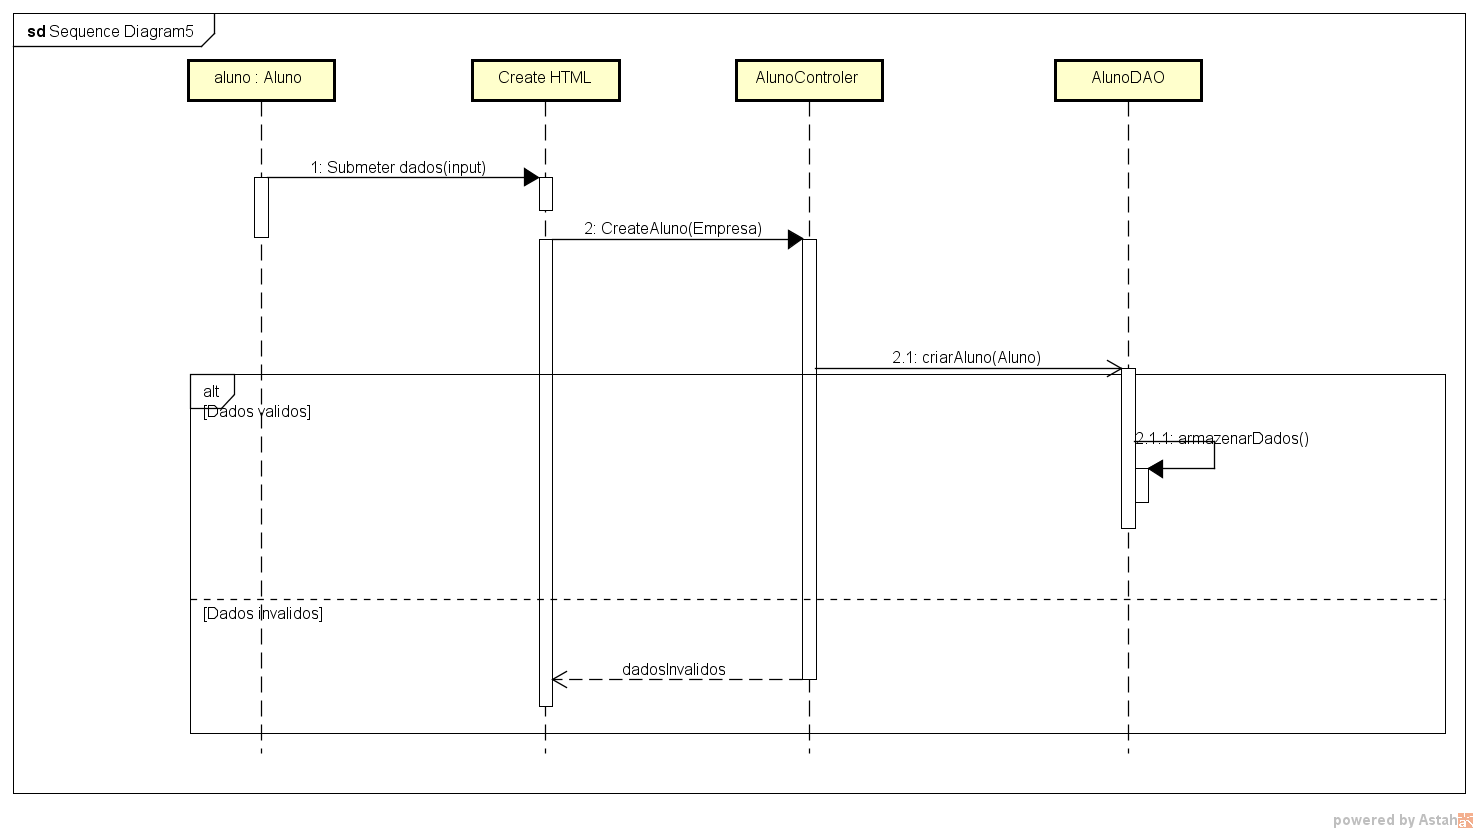 sd Sequence Diagram5
aluno : Aluno
Create HTML
AlunoControler
AlunoDAO
1: Submeter dados(input)
2: CreateAluno(Empresa)
2.1: criarAluno(Aluno)
alt
[Dados validos]
2.1.1: armazenarDados()
[Dados invalidos]
dadosInvalidos
powered by Astah